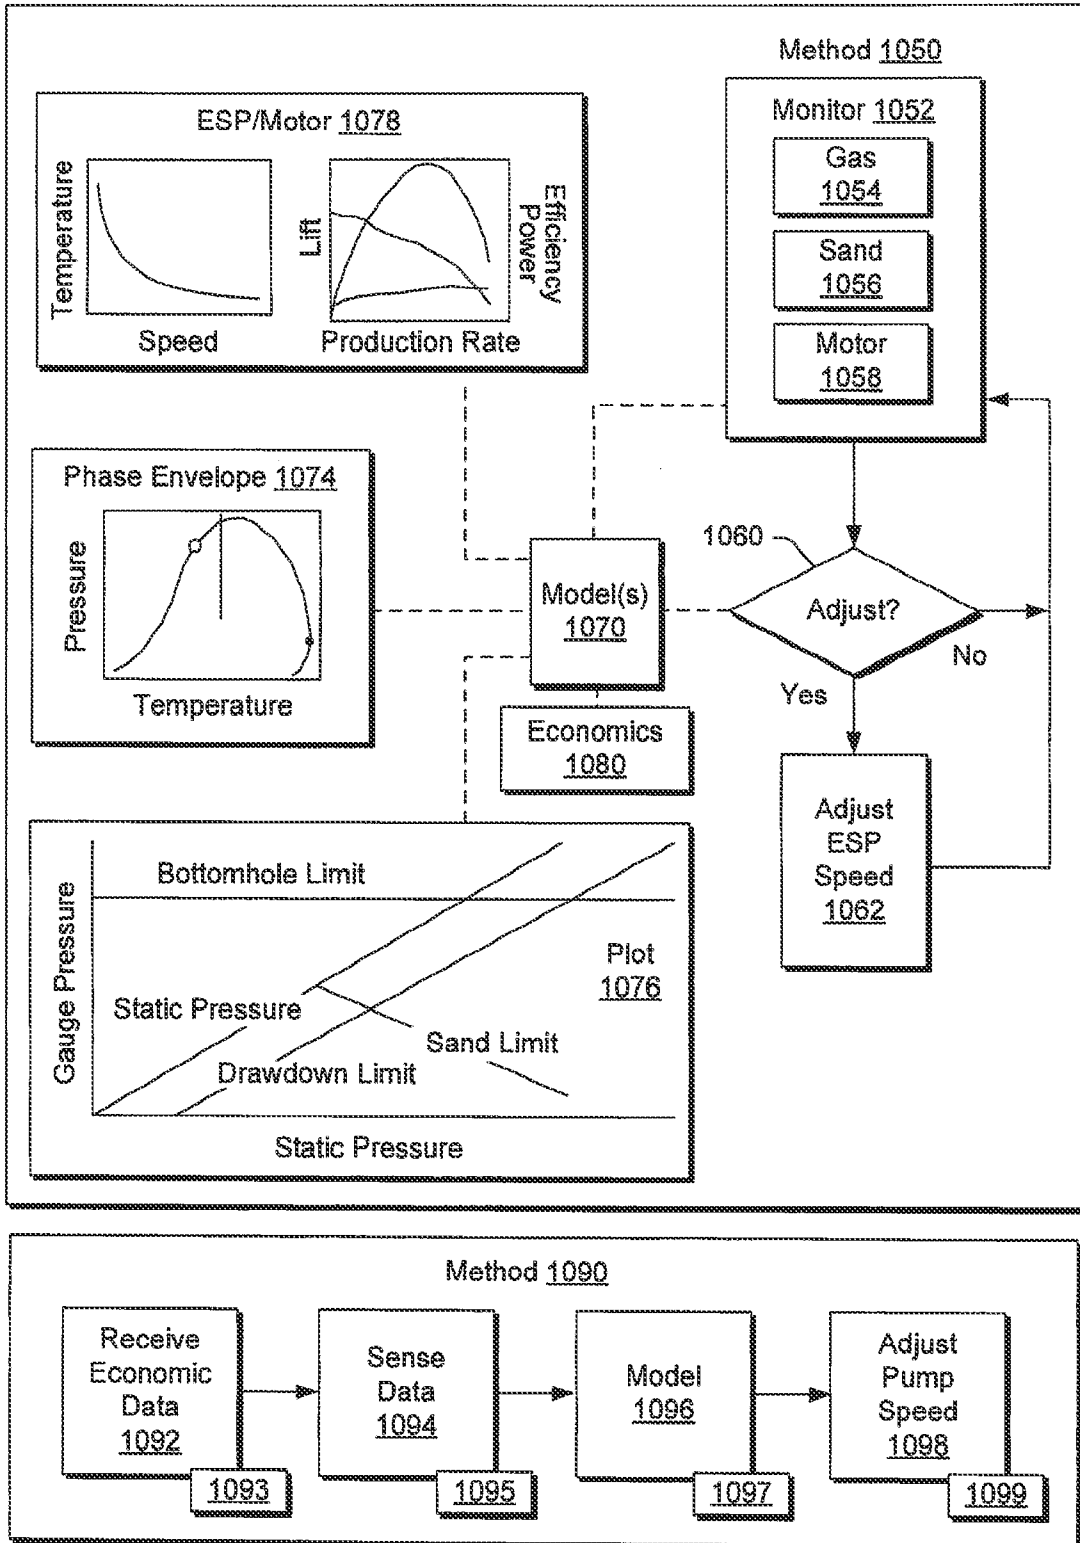 Method 1050
Monitor 1052
Gas
1054
Sand
1056
Motor
1058
ESP/Motor 1078
Temperature
Speed
Lift
Production Rate
Efficiency
Power
Phase Envelope 1074
Pressure
Temperature
Model(s)
1070
Economics
1080
1060
Adjust?
No
Yes
Adjust
ESP
Speed
1062
Bottomhole Limit
Gauge Pressure
Plot
1076
Static Pressure
Sand Limit
Drawdown Limit
Static Pressure
Method 1090
Receive
Economic
Data
1092
1093
Sense
Data
1094
1095
Model
1096
1097
Adjust
Pump
Speed
1098
1099